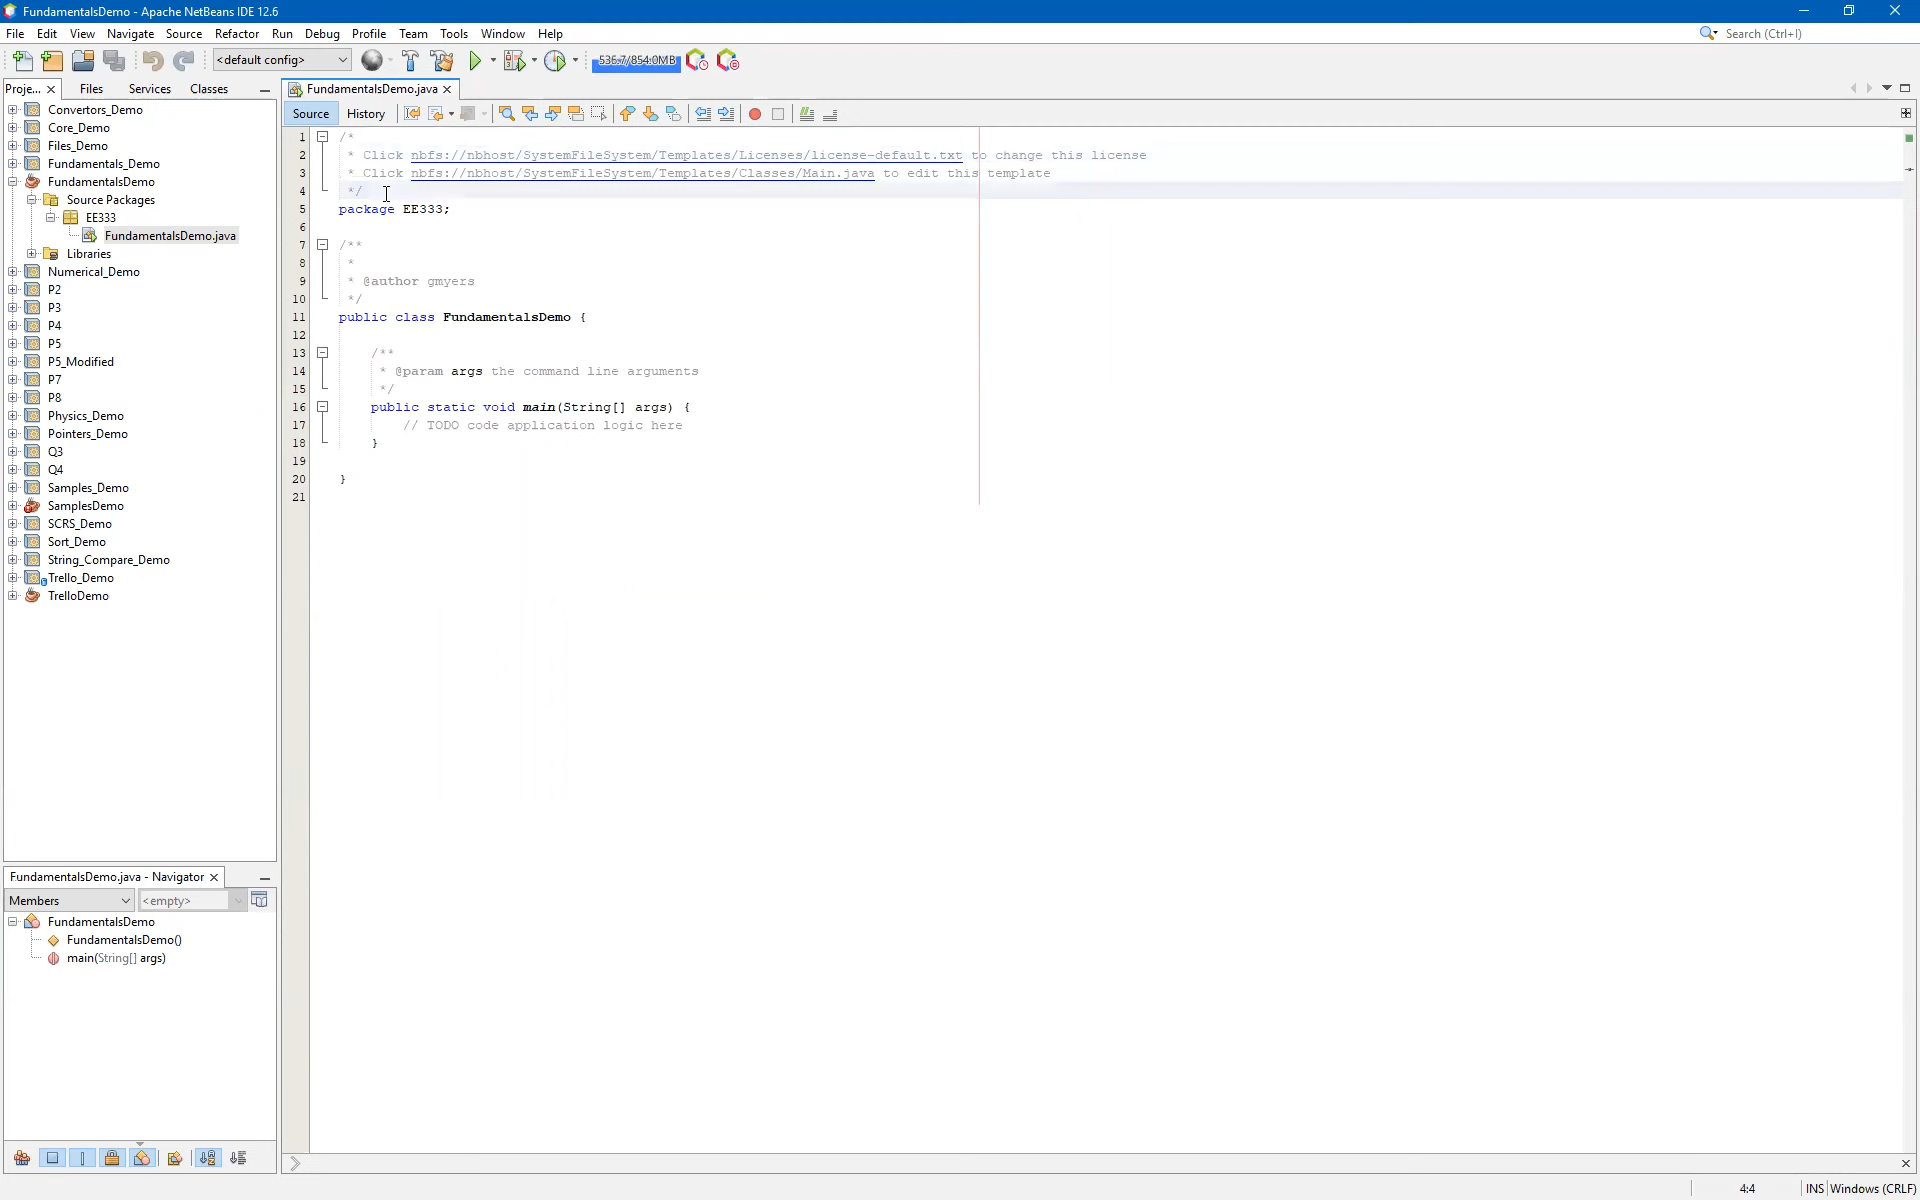 FundamentalsDemo - Apache NetBeans IDE 12.6
File Edit View Navigate Source Refactor Run Debug Profile Team Tools Window Help
Search (Ctrl+I)
<default config>
536.7/854.0MB
Proje... Files Services Classes
FundamentalsDemo.java
Source History
Convertors_Demo
Core_Demo
Files_Demo
Fundamentals_Demo
FundamentalsDemo
Source Packages
EE333
FundamentalsDemo.java
Libraries
Numerical_Demo
P2
P3
P4
P5
P5_Modified
P7
P8
Physics_Demo
Pointers_Demo
Q3
Q4
Samples_Demo
SamplesDemo
SCRS_Demo
Sort_Demo
String_Compare_Demo
Trello_Demo
TrelloDemo
1 /*
2 * Click nbfs://nbhost/SystemFileSystem/Templates/Licenses/license-default.txt to change this license
3 * Click nbfs://nbhost/SystemFileSystem/Templates/Classes/Main.java to edit this template
4 */
5 package EE333;
6
7 /**
8 *
9 * @author gmyers
10 */
11 public class FundamentalsDemo {
12
13 /**
14 * @param args the command line arguments
15 */
16 public static void main(String[] args) {
17 // TODO code application logic here
18 }
19
20 }
21
FundamentalsDemo.java - Navigator
Members <empty>
FundamentalsDemo
FundamentalsDemo()
main(String[] args)
4:4 INS Windows (CRLF)